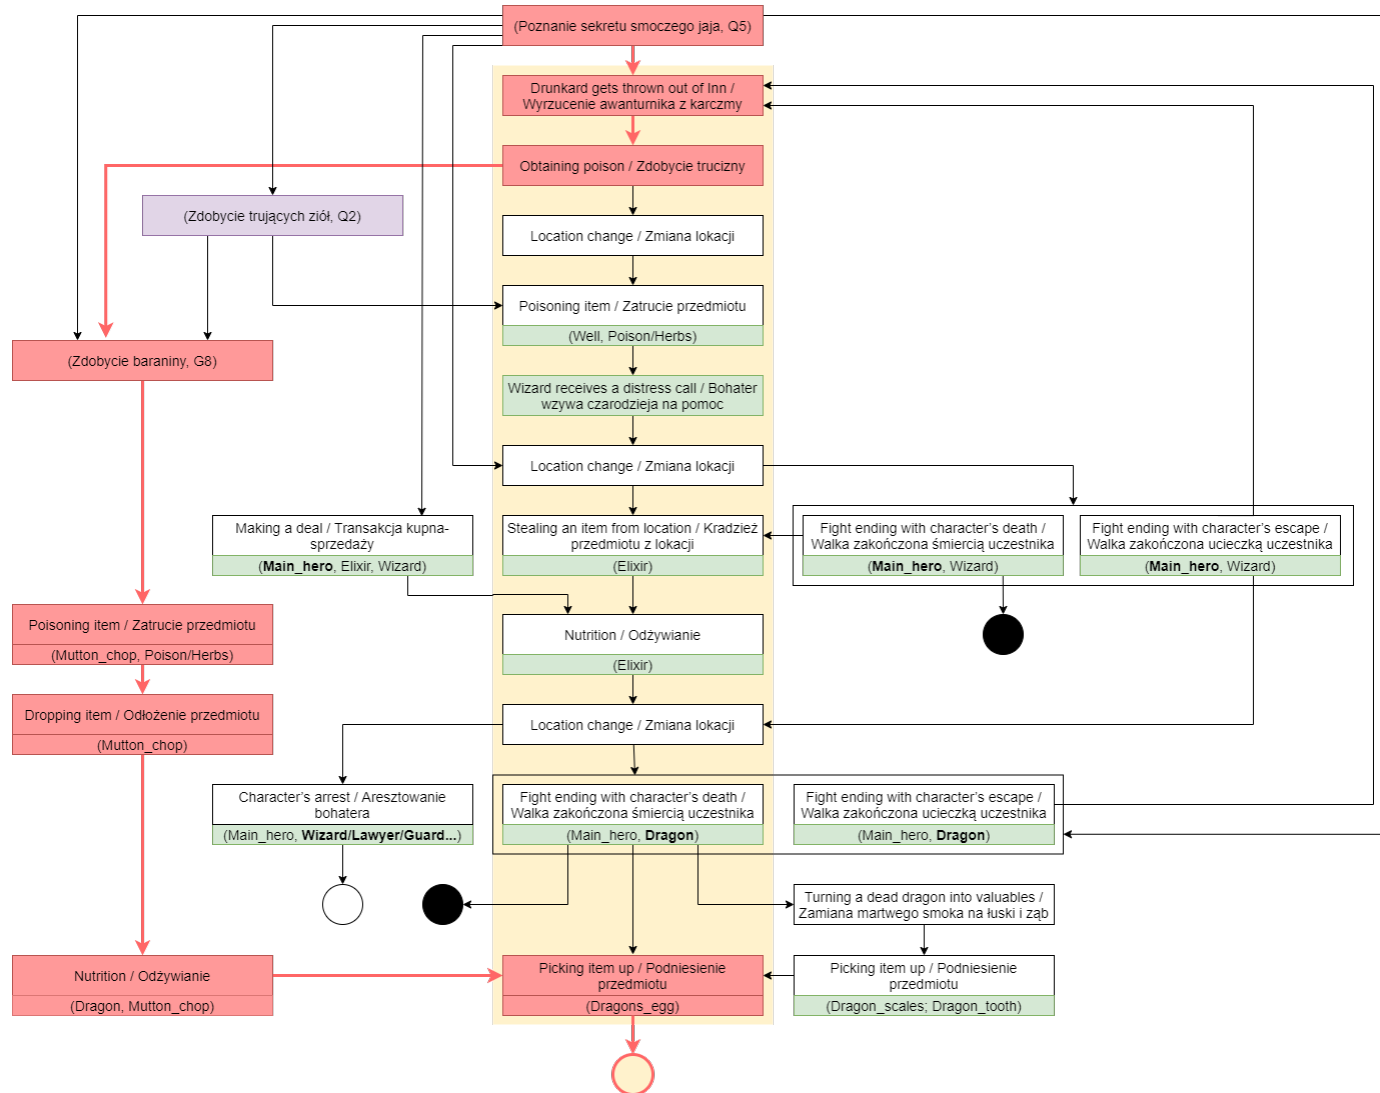 (Poznanie sekretu smoczego jaja, Q5)
Drunkard gets thrown out of Inn /
Wyrzucenie awanturnika z karczmy
Obtaining poison / Zdobycie trucizny
(Zdobycie trujących ziół, Q2)
Location change / Zmiana lokacji
Poisoning item / Zatrucie przedmiotu
(Well, Poison/Herbs)
(Zdobycie baraniny, G8)
Wizard receives a distress call / Bohater
wzywa czarodzieja na pomoc
Location change / Zmiana lokacji
Making a deal / Transakcja kupna-
sprzedaży
(Main_hero, Elixir, Wizard)
Stealing an item from location / Kradzież
przedmiotu z lokacji
(Elixir)
Fight ending with character's death /
Walka zakończona śmiercią uczestnika
(Main_hero, Wizard)
Fight ending with character's escape /
Walka zakończona ucieczką uczestnika
(Main_hero, Wizard)
Poisoning item / Zatrucie przedmiotu
(Mutton_chop, Poison/Herbs)
Nutrition / Odżywianie
(Elixir)
Dropping item / Odłożenie przedmiotu
(Mutton_chop)
Location change / Zmiana lokacji
Character's arrest / Aresztowanie
bohatera
(Main_hero, Wizard/Lawyer/Guard...)
Fight ending with character's death /
Walka zakończona śmiercią uczestnika
(Main_hero, Dragon)
Fight ending with character's escape /
Walka zakończona ucieczką uczestnika
(Main_hero, Dragon)
Turning a dead dragon into valuables /
Zamiana martwego smoka na łuski i ząb
Nutrition / Odżywianie
(Dragon, Mutton_chop)
Picking item up / Podniesienie
przedmiotu
(Dragons_egg)
Picking item up / Podniesienie
przedmiotu
(Dragon_scales; Dragon_tooth)